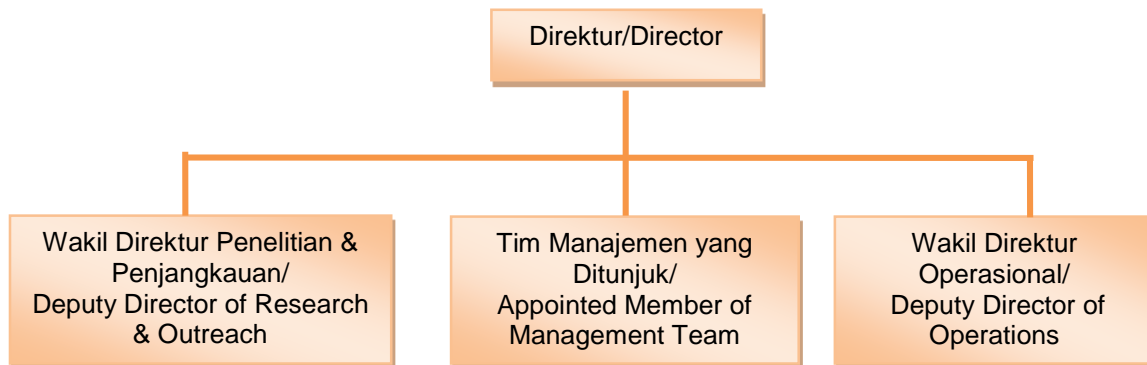 Direktur/Director
Wakil Direktur Penelitian &
Penjangkauan/
Deputy Director of Research
& Outreach
Tim Manajemen yang
Ditunjuk/
Appointed Member of
Management Team
Wakil Direktur
Operasional/
Deputy Director of
Operations